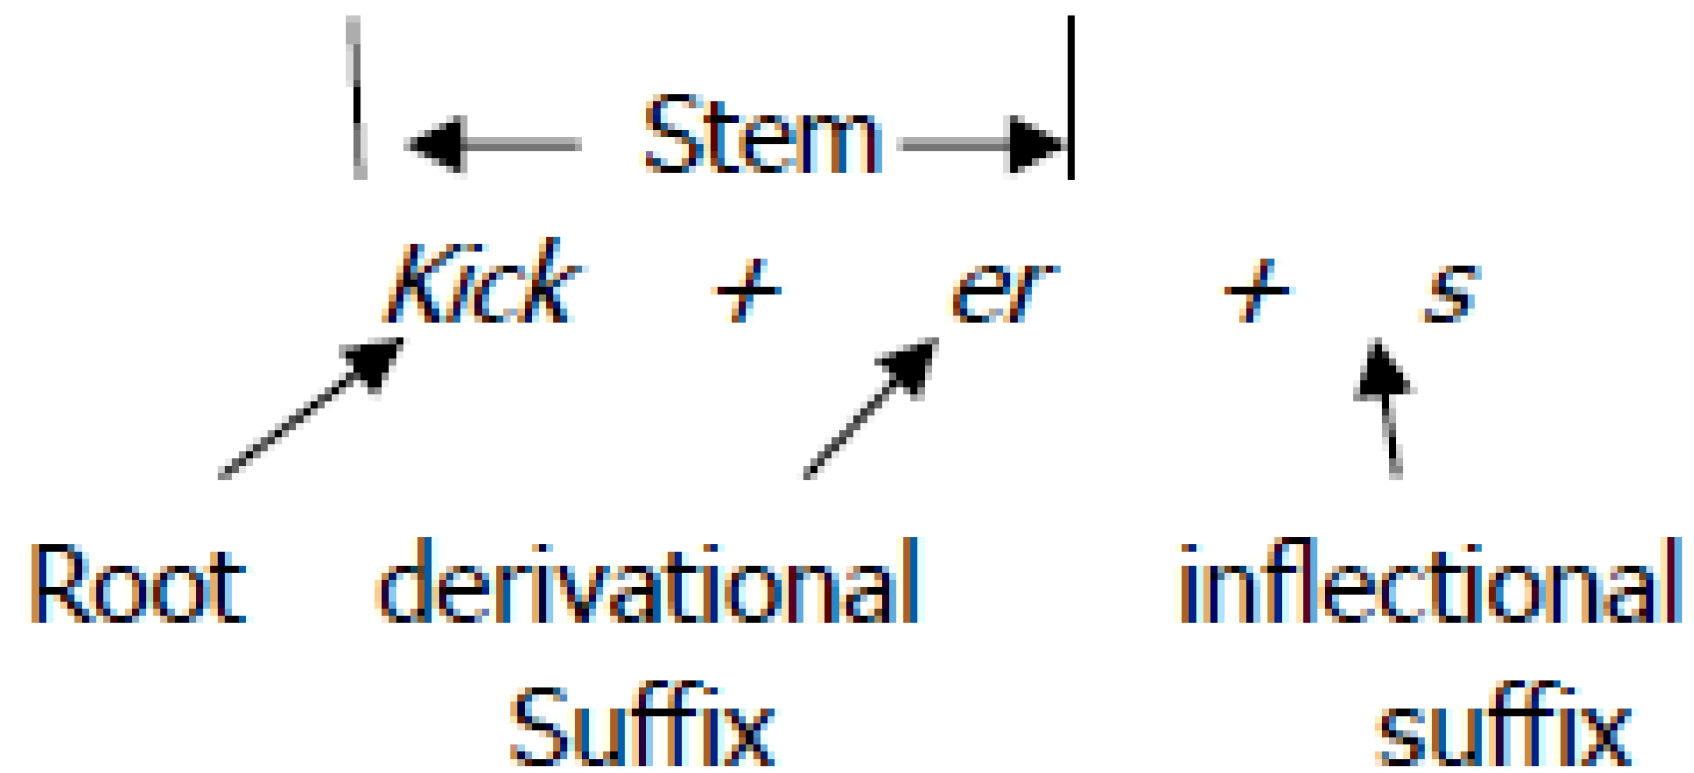 Stem
Kick + er + s
Root derivational inflectional
Suffix suffix